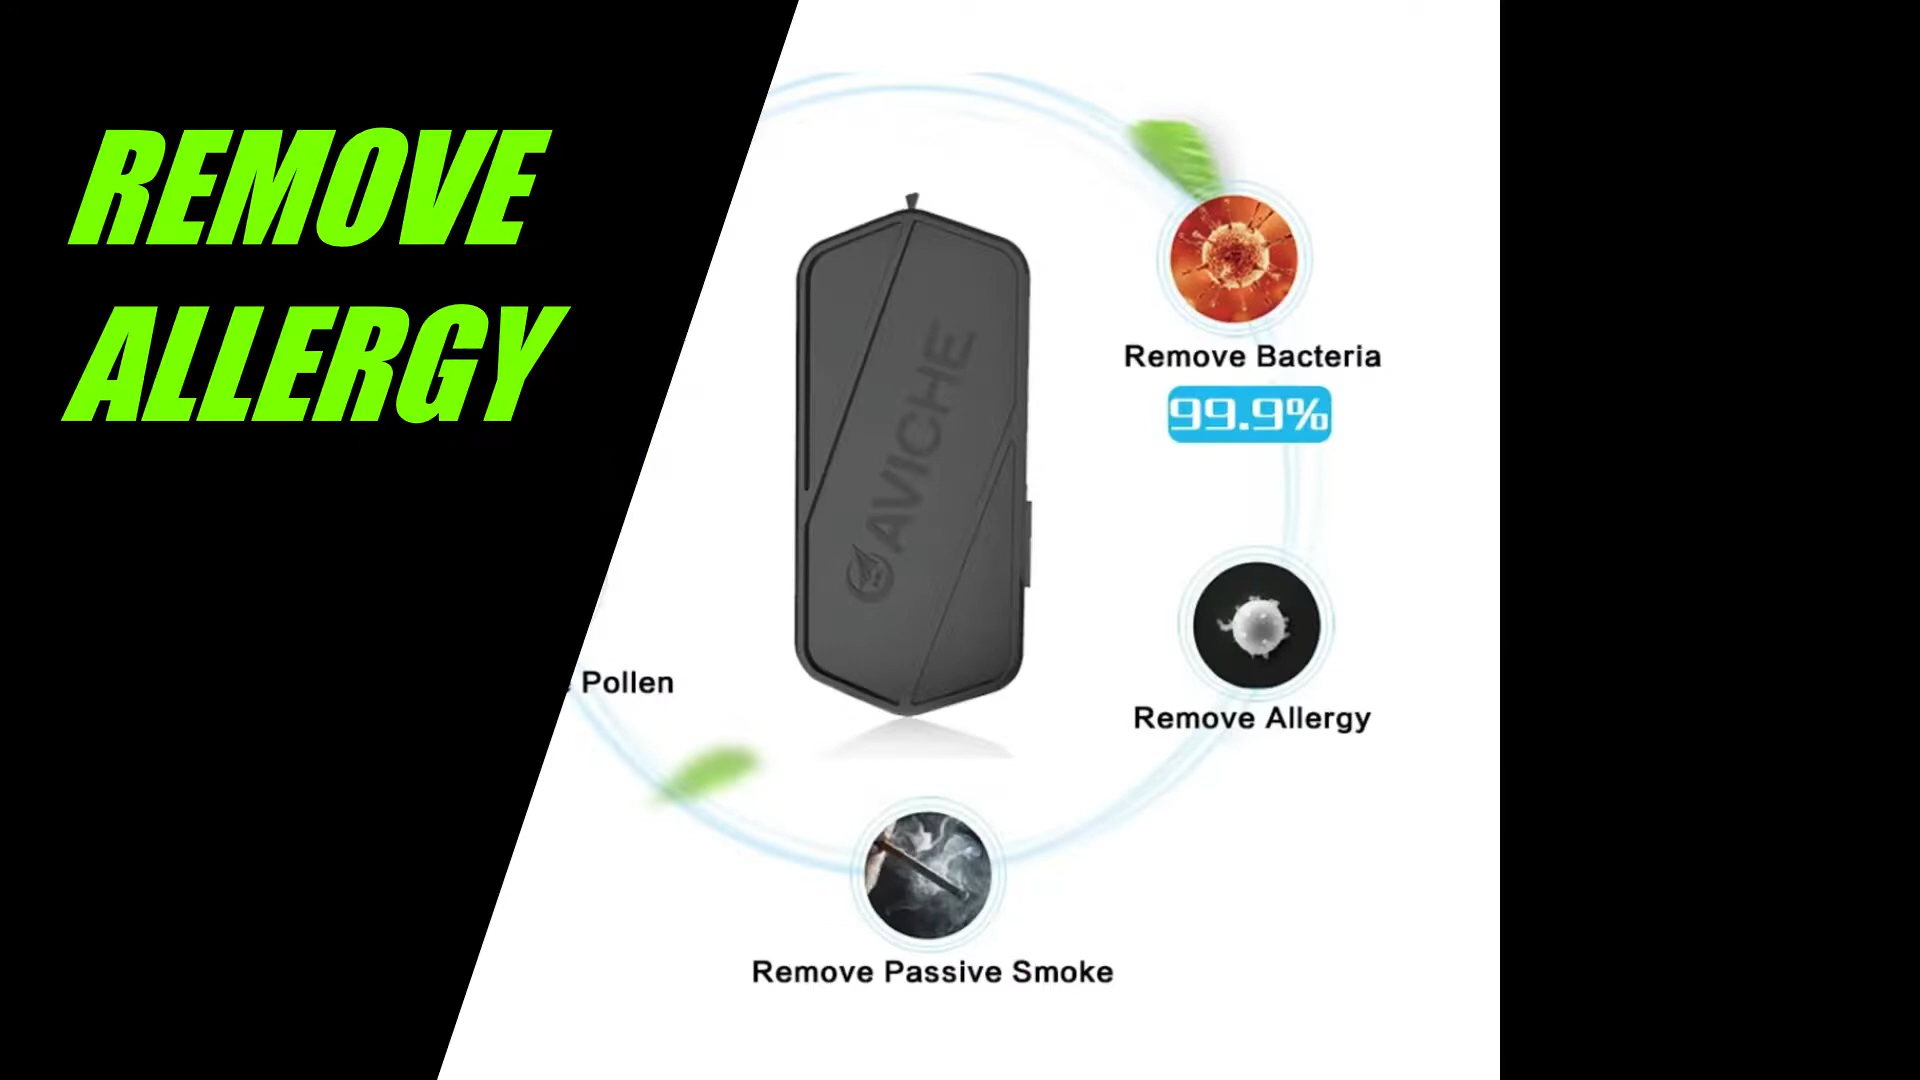 REMOVE
ALLERGY
AVICHE
Remove Bacteria
99.9%
Pollen
Remove Allergy
Remove Passive Smoke